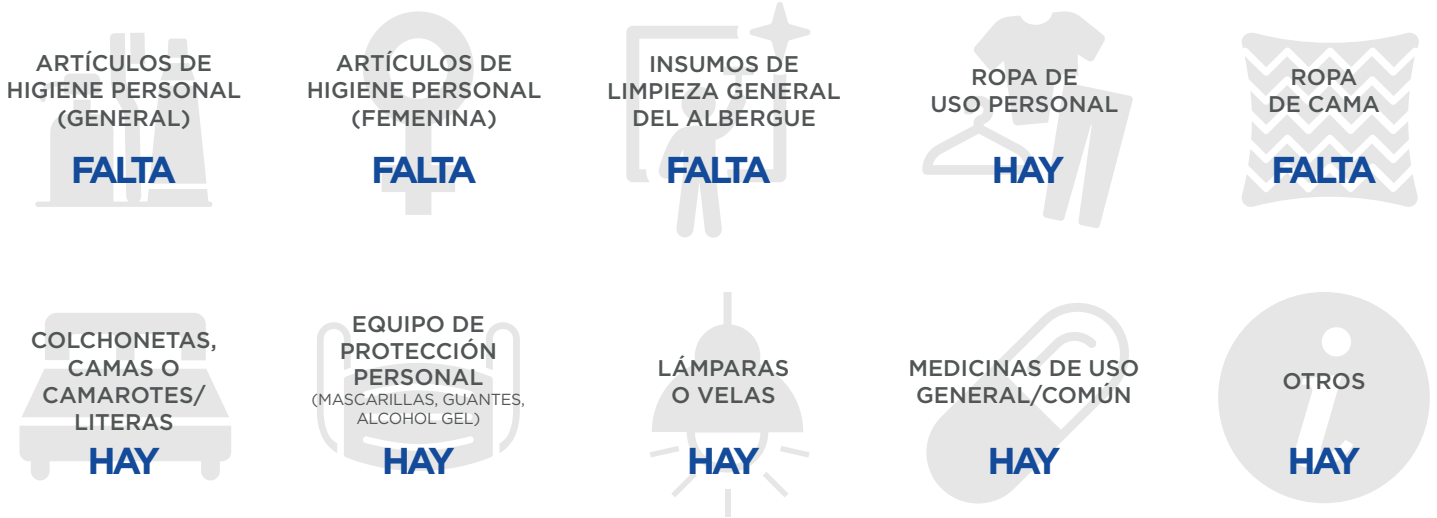 ARTÍCULOS DE
HIGIENE PERSONAL
(GENERAL)
FALTA
ARTÍCULOS DE
HIGIENE PERSONAL
(FEMENINA)
FALTA
INSUMOS DE
LIMPIEZA GENERAL
DEL ALBERGUE
FALTA
ROPA DE
USO PERSONAL
HAY
ROPA
DE CAMA
FALTA
COLCHONETAS,
CAMAS O
CAMAROTES/
LITERAS
HAY
EQUIPO DE
PROTECCIÓN
PERSONAL
(MASCARILLAS, GUANTES,
ALCOHOL GEL)
HAY
LÁMPARAS
O VELAS
HAY
MEDICINAS DE USO
GENERAL/COMÚN
HAY
OTROS
HAY